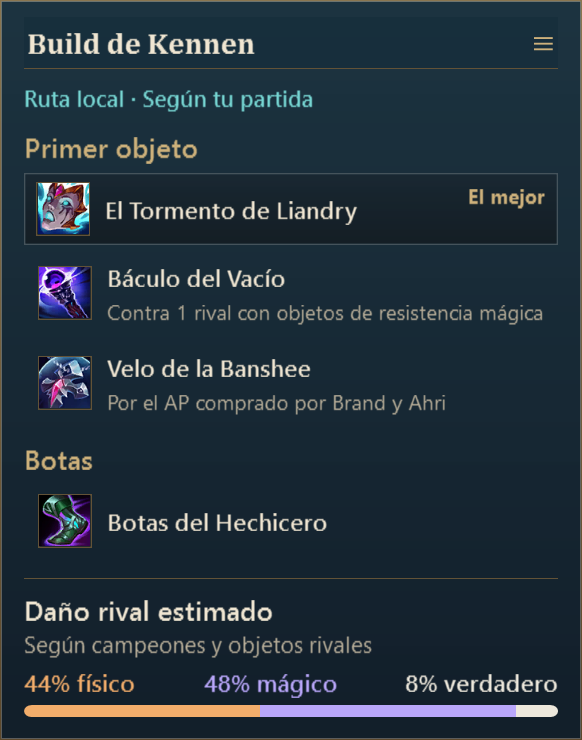 Build de Kennen
Ruta local · Según tu partida
Primer objeto
El Tormento de Liandry
El mejor
Báculo del Vacío
Contra 1 rival con objetos de resistencia mágica
Velo de la Banshee
Por el AP comprado por Brand y Ahri
Botas
Botas del Hechicero
Daño rival estimado
Según campeones y objetos rivales
44% físico 48% mágico 8% verdadero